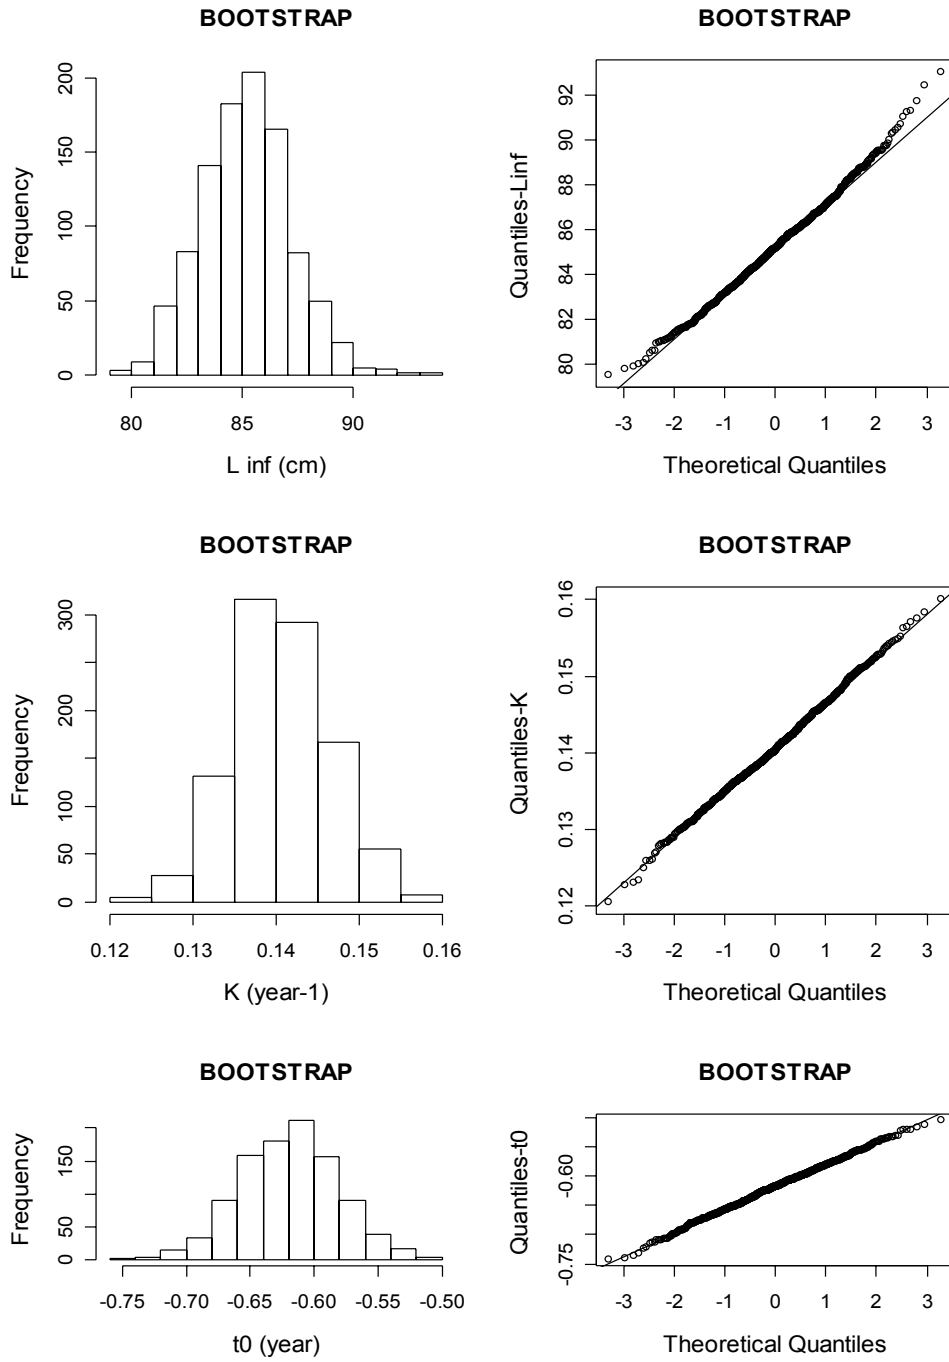 BOOTSTRAP
Frequency
0 50 100 150 200
80 85 90
L inf (cm)
BOOTSTRAP
Quantiles-Linf
80 82 84 86 88 90 92
-3 -2 -1 0 1 2 3
Theoretical Quantiles
BOOTSTRAP
Frequency
0 50 100 200 300
0.12 0.13 0.14 0.15 0.16
K (year-1)
BOOTSTRAP
Quantiles-K
0.12 0.13 0.14 0.15 0.16
-3 -2 -1 0 1 2 3
Theoretical Quantiles
BOOTSTRAP
Frequency
0 50 150
-0.75 -0.70 -0.65 -0.60 -0.55 -0.50
t0 (year)
BOOTSTRAP
Quantiles-t0
-0.75 -0.60
-3 -2 -1 0 1 2 3
Theoretical Quantiles